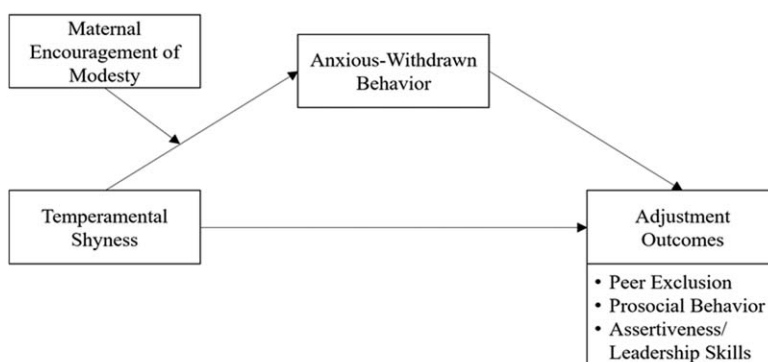 Maternal
Encouragement of
Modesty
Anxious-Withdrawn
Behavior
Temperamental
Shyness
Adjustment
Outcomes
• Peer Exclusion
• Prosocial Behavior
• Assertiveness/
Leadership Skills